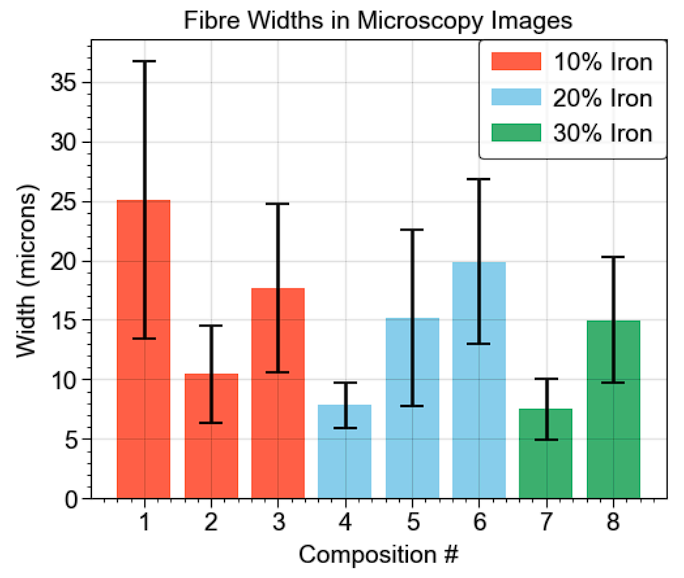 Fibre Widths in Microscopy Images
10% Iron
20% Iron
30% Iron
Width (microns)
35
30
25
20
15
10
5
0
1 2 3 4 5 6 7 8
Composition #